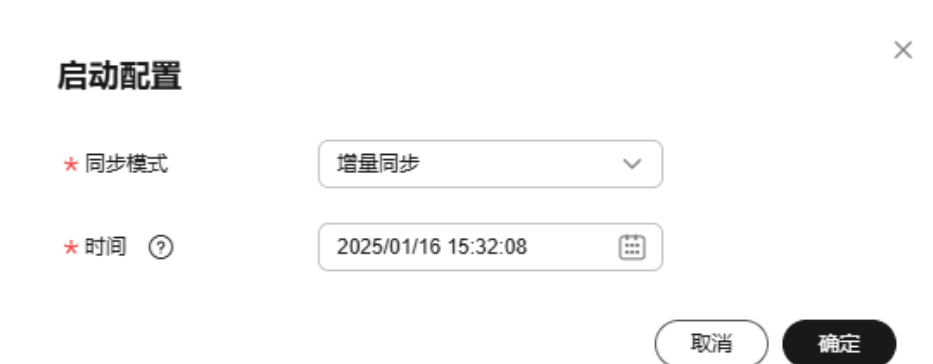 启动配置
* 同步模式 增量同步
* 时间 ? 2025/01/16 15:32:08
取消 确定